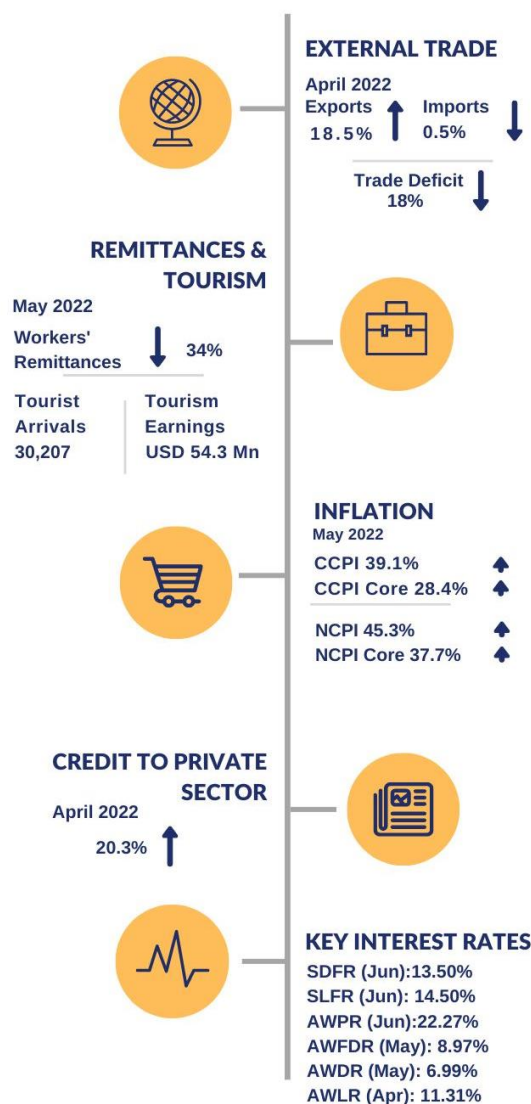 EXTERNAL TRADE
April 2022
Exports Imports
18.5% 0.5%
Trade Deficit
18%
REMITTANCES &
TOURISM
May 2022
Workers'
Remittances 34%
Tourist
Arrivals
30,207
Tourism
Earnings
USD 54.3 Mn
INFLATION
May 2022
CCPI 39.1%
CCPI Core 28.4%
NCPI 45.3%
NCPI Core 37.7%
CREDIT TO PRIVATE
SECTOR
April 2022
20.3%
KEY INTEREST RATES
SDFR (Jun):13.50%
SLFR (Jun): 14.50%
AWPR (Jun):22.27%
AWFDR (May): 8.97%
AWDR (May): 6.99%
AWLR (Apr): 11.31%